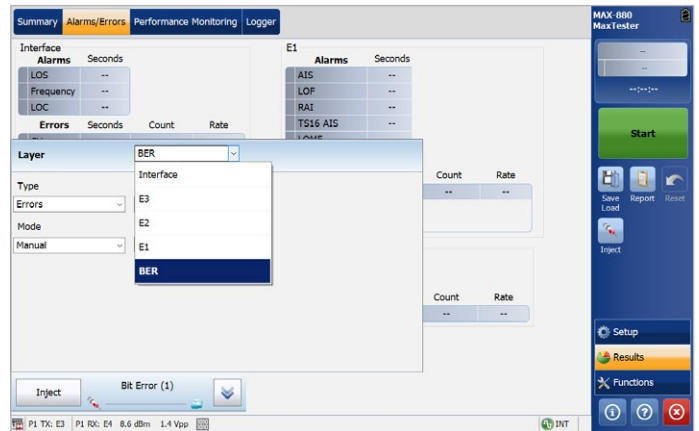 Summary Alarms/Errors Performance Monitoring Logger
MAX-880
MaxTester
Interface
Alarms Seconds
LOS --
Frequency --
LOC --
Errors Seconds Count Rate
E1
Alarms Seconds
AIS --
LOF --
RAI --
TS16 AIS --
Layer BER
Interface
E3
E2
E1
BER
Type
Errors
Mode
Manual
Count Rate
-- --
Count Rate
-- --
Inject Bit Error (1)
P1 TX: E3 P1 RX: E4 8.6 dBm 1.4 Vpp
INT
--
--
--:--:--
Start
Save
Load
Report
Reset
Inject
Setup
Results
Functions